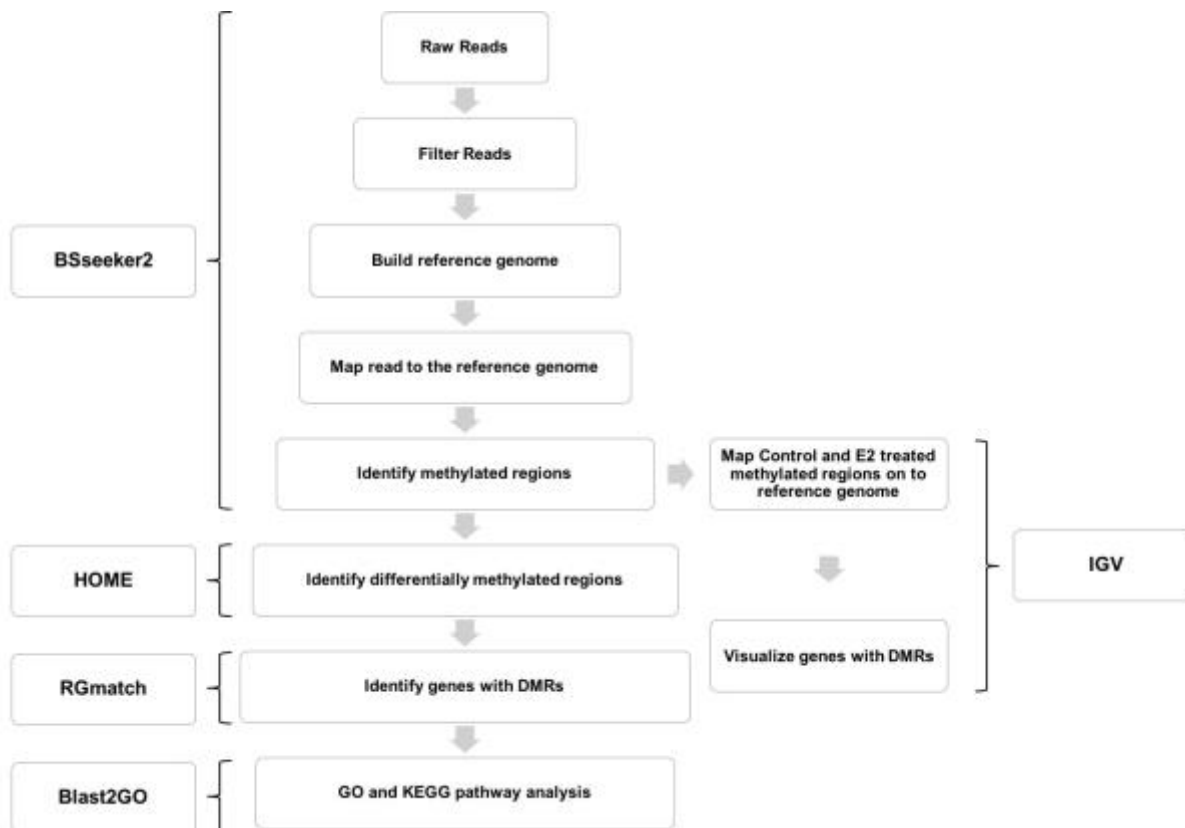 Raw Reads
Filter Reads
BSseeker2
Build reference genome
Map read to the reference genome
Identify methylated regions
Map Control and E2 treated
methylated regions on to
reference genome
IGV
HOME
Identify differentially methylated regions
Visualize genes with DMRs
RGmatch
Identify genes with DMRs
Blast2GO
GO and KEGG pathway analysis